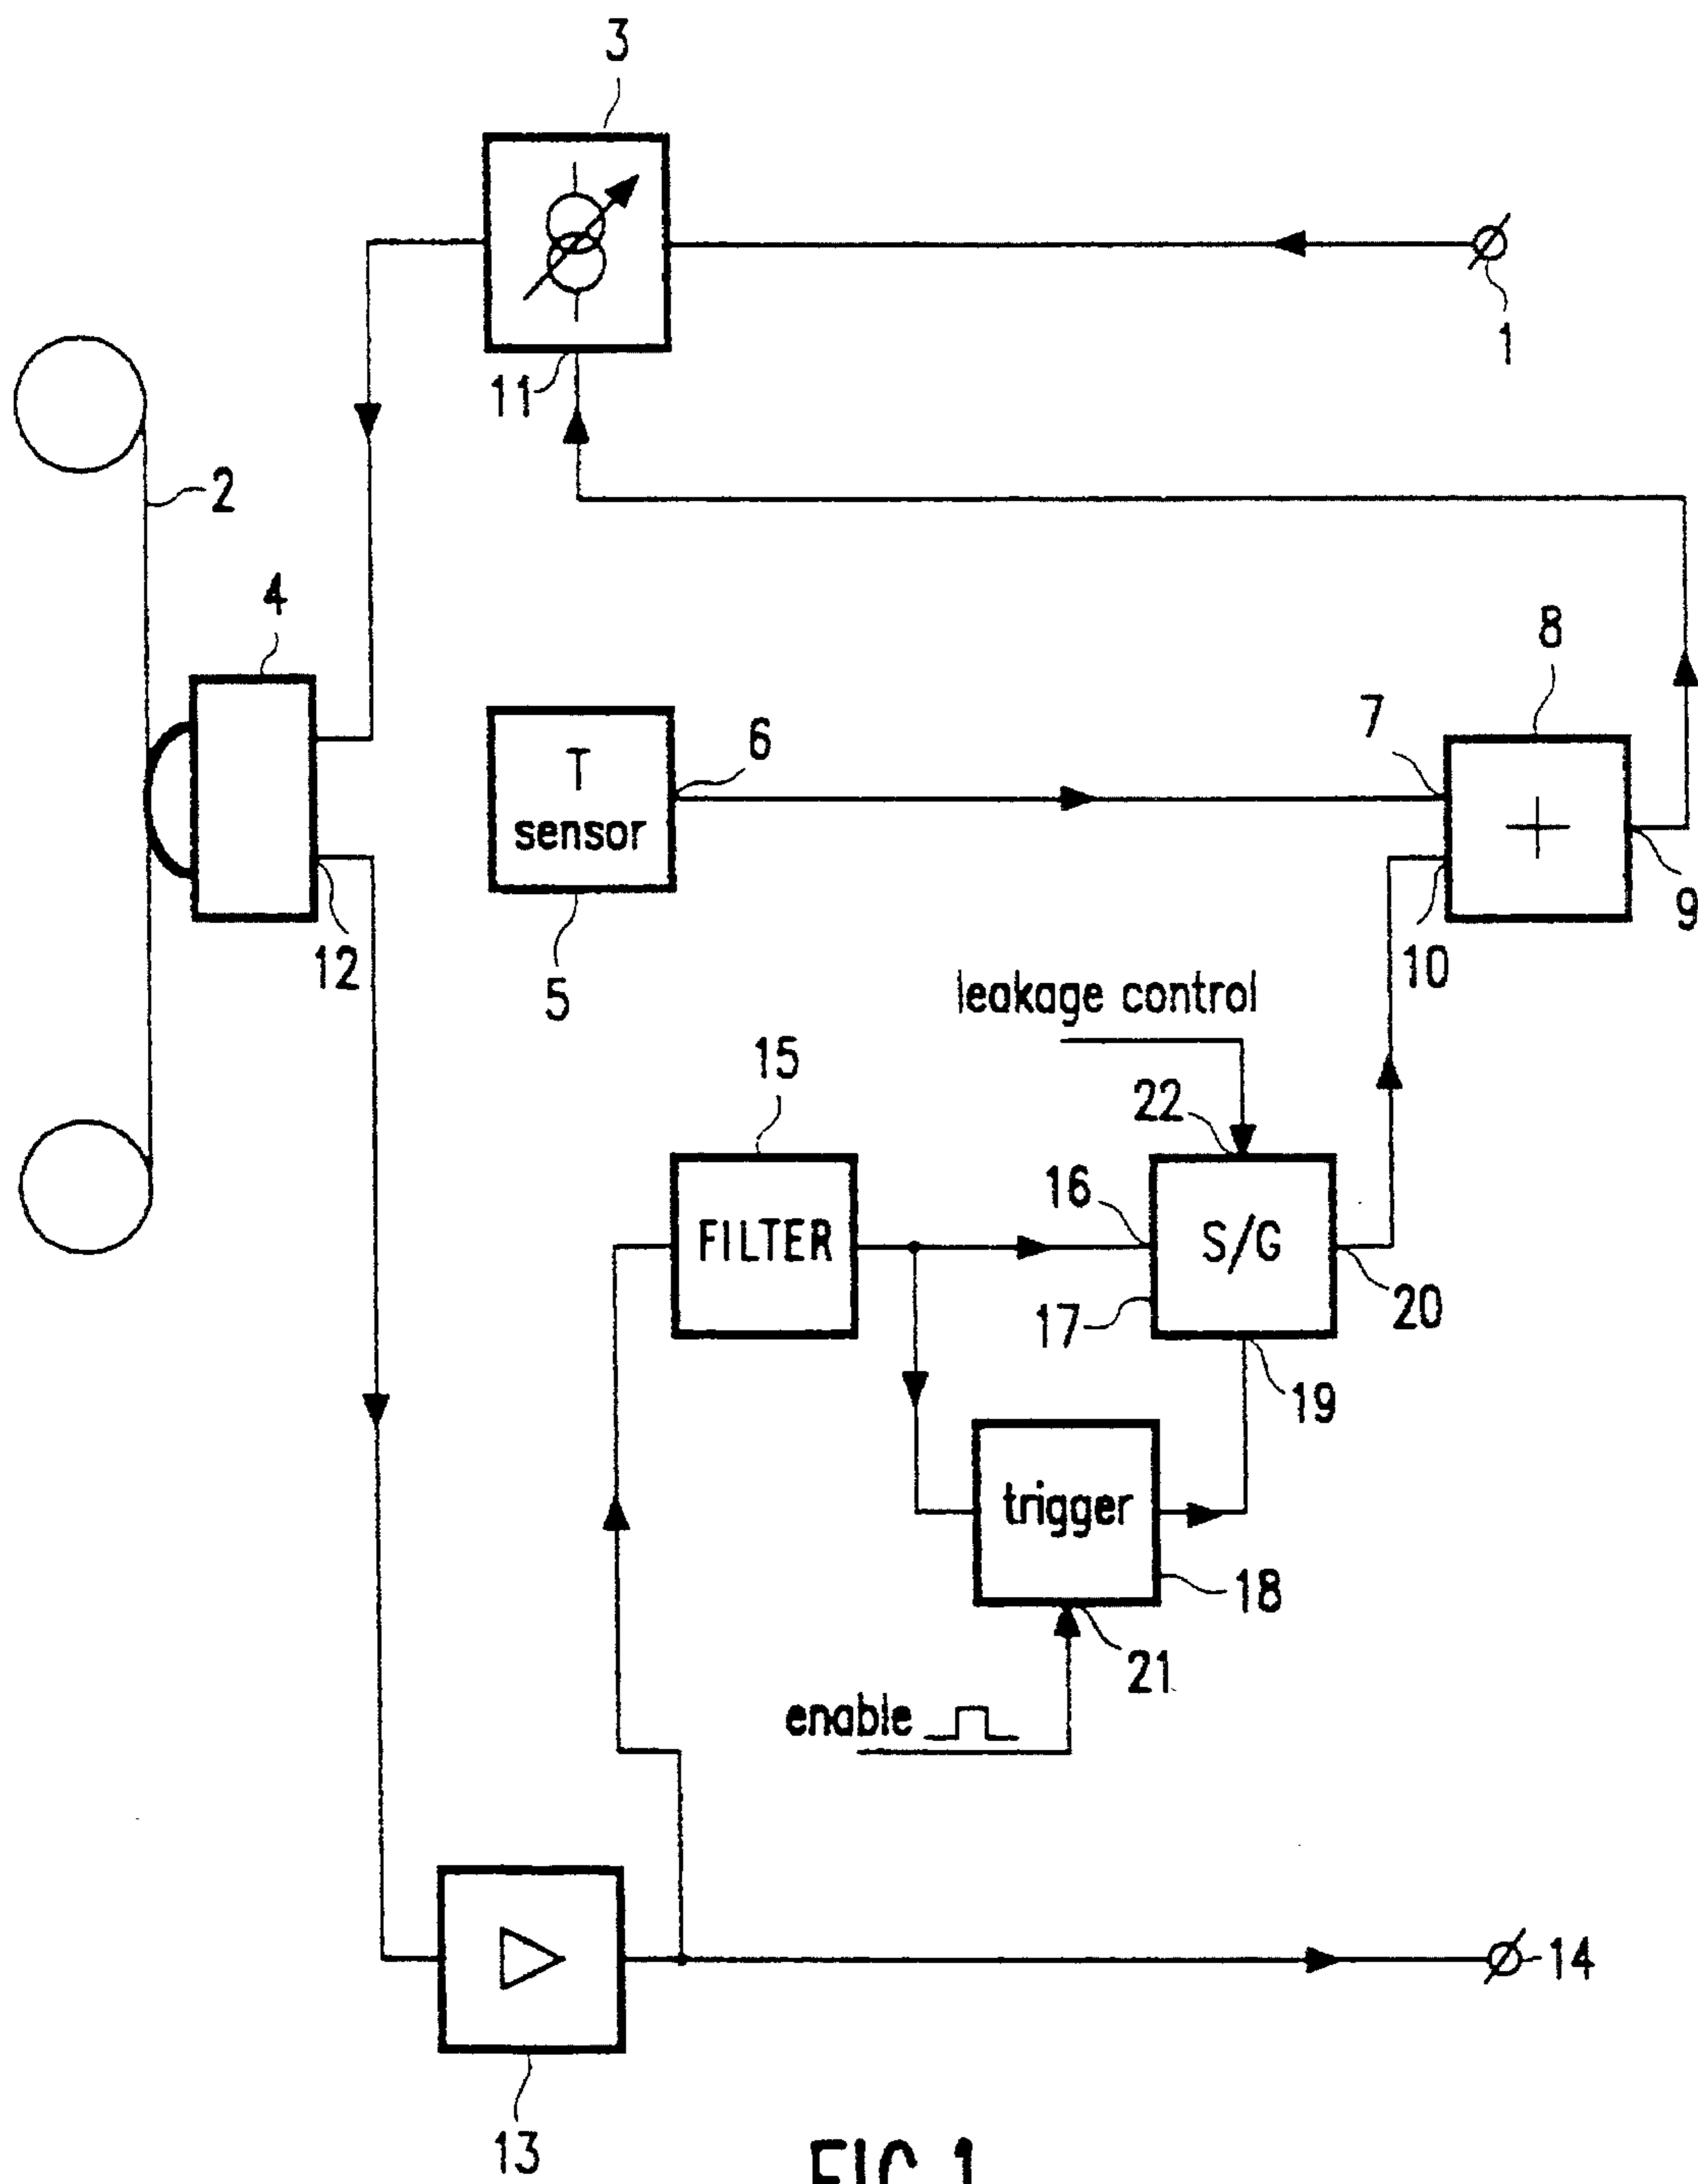 3
1
11
2
4
8
7
6
T
sensor
9
12
10
5
leakage control
15
22
16
FILTER
S/G
17
20
19
trigger
18
21
enable
14
13
FIG.1